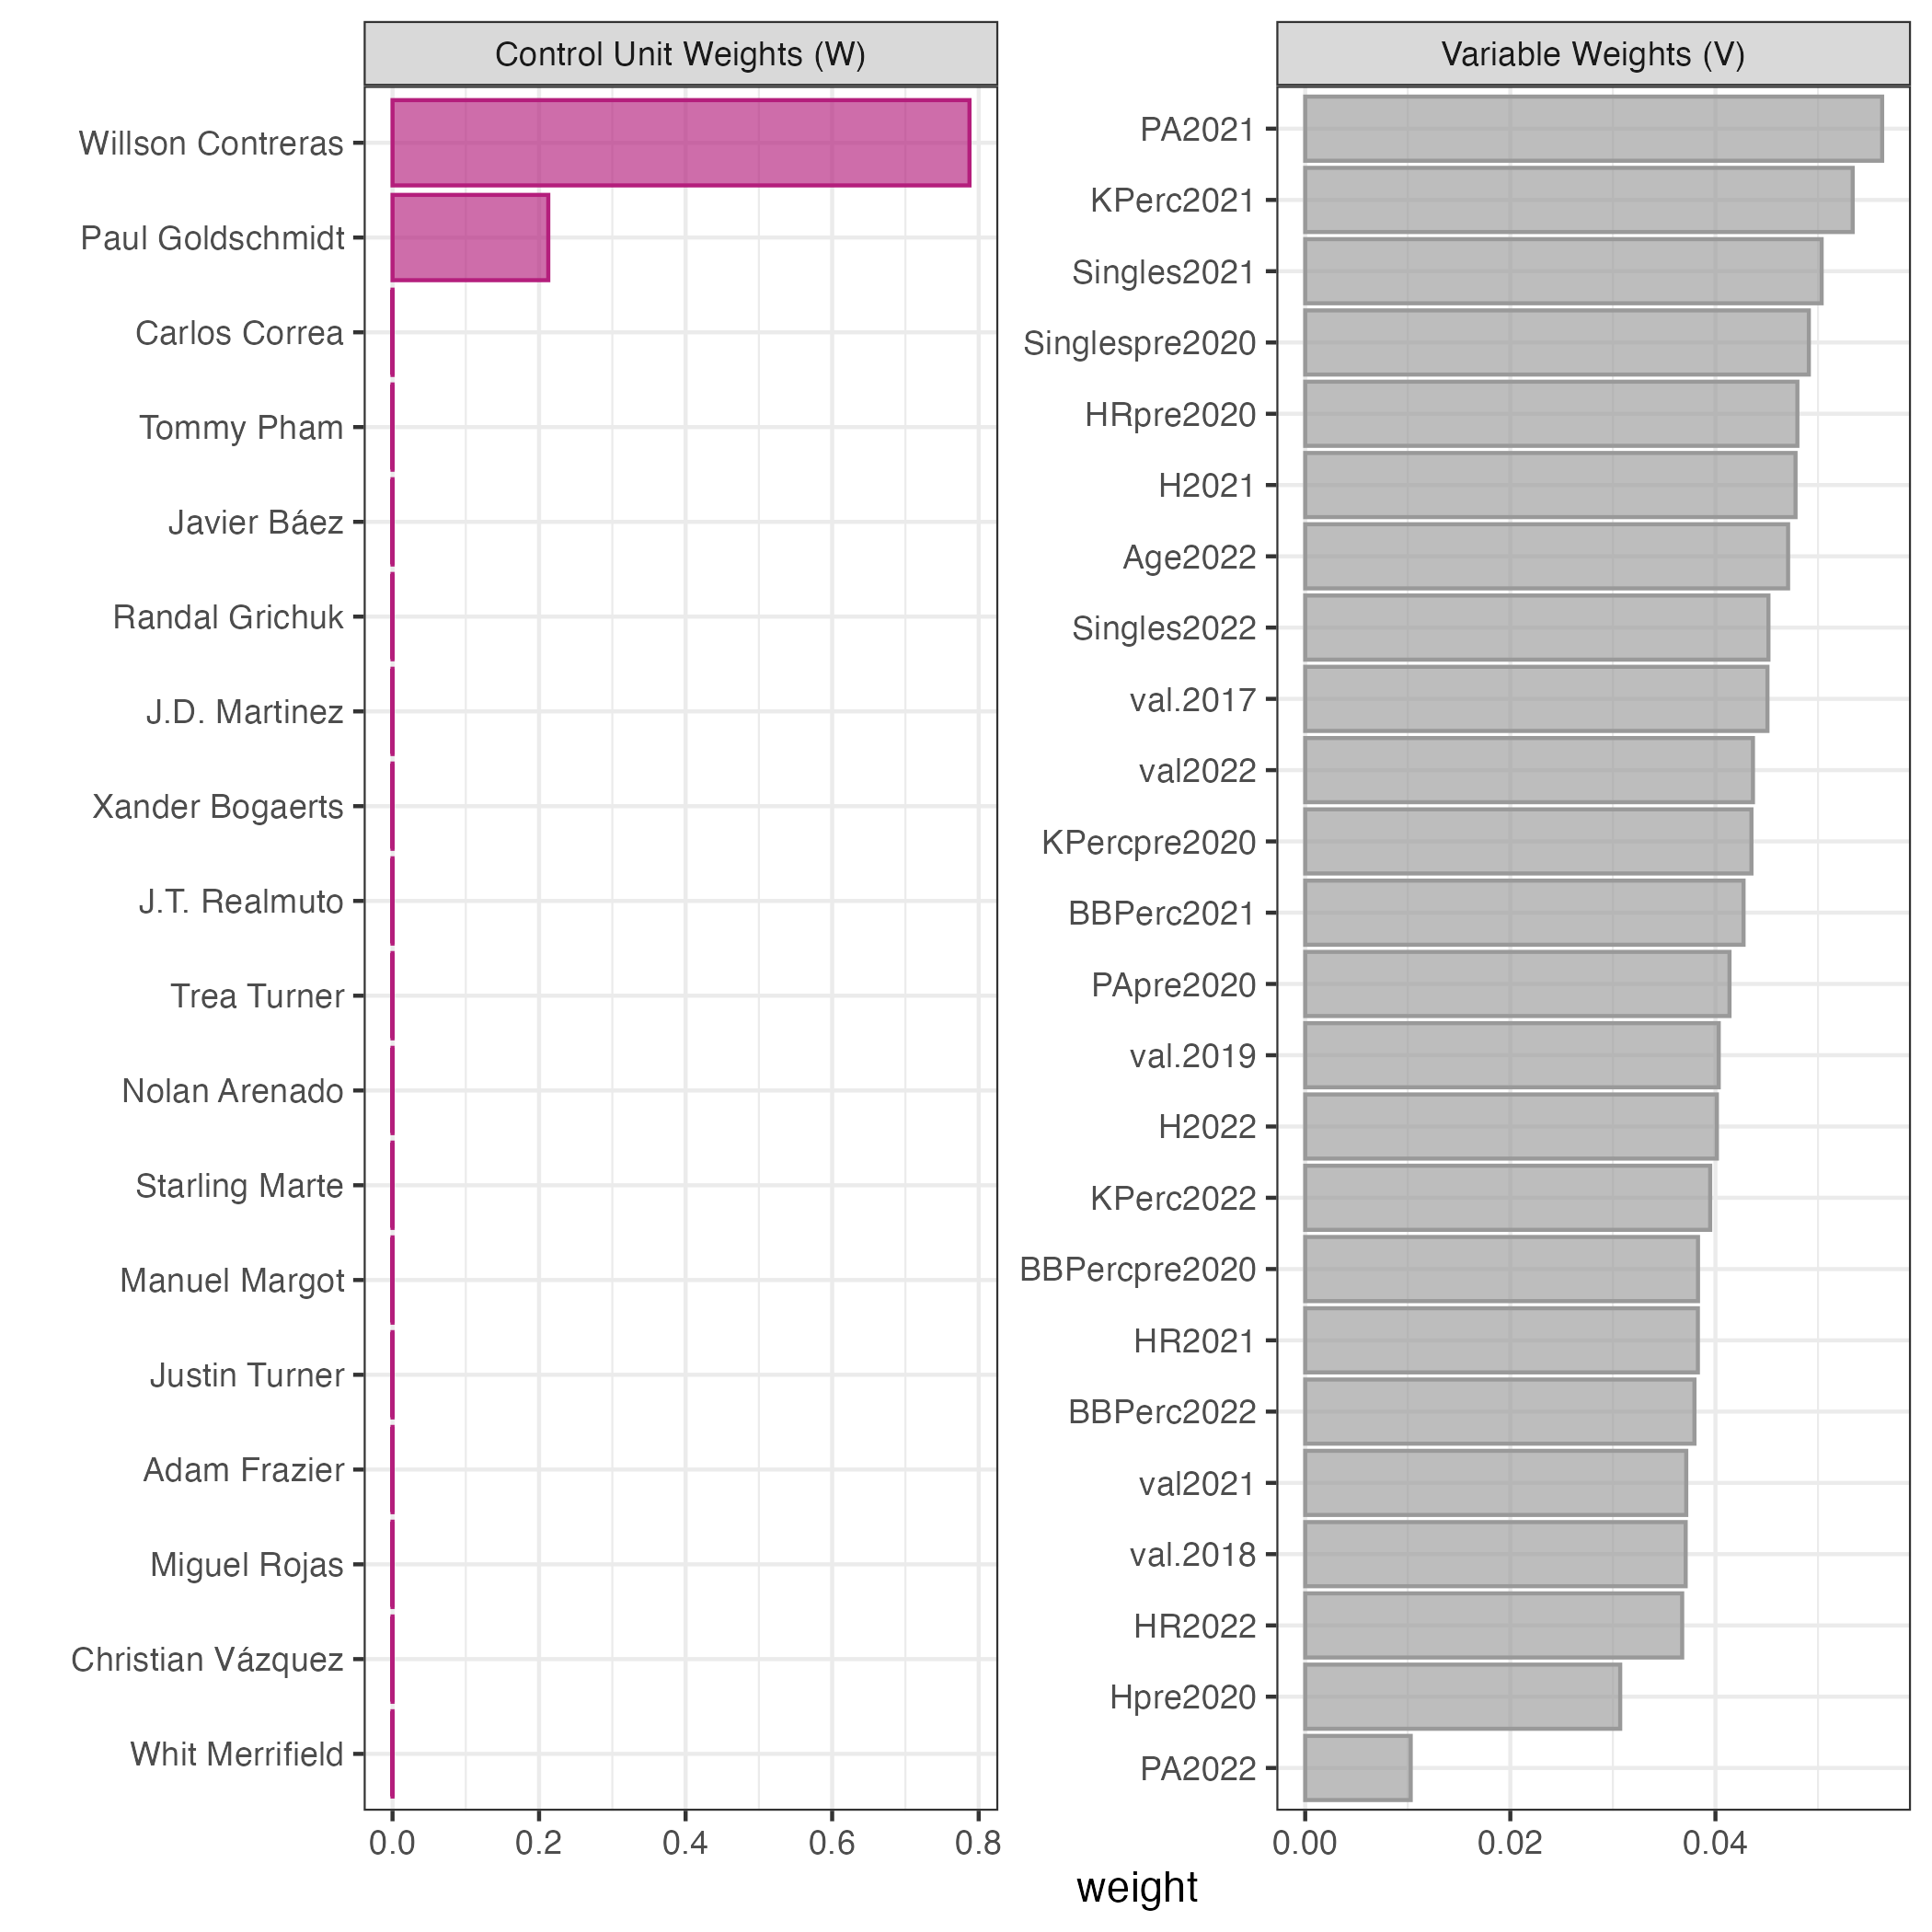 Control Unit Weights (W)
Willson Contreras
Paul Goldschmidt
Carlos Correa
Tommy Pham
Javier Báez
Randal Grichuk
J.D. Martinez
Xander Bogaerts
J.T. Realmuto
Trea Turner
Nolan Arenado
Starling Marte
Manuel Margot
Justin Turner
Adam Frazier
Miguel Rojas
Christian Vázquez
Whit Merrifield
0.0 0.2 0.4 0.6 0.8
Variable Weights (V)
PA2021
KPerc2021
Singles2021
Singlespre2020
HRpre2020
H2021
Age2022
Singles2022
val.2017
val2022
KPercpre2020
BBPerc2021
PApre2020
val.2019
H2022
KPerc2022
BBPercpre2020
HR2021
BBPerc2022
val2021
val.2018
HR2022
Hpre2020
PA2022
0.00 0.02 0.04
weight